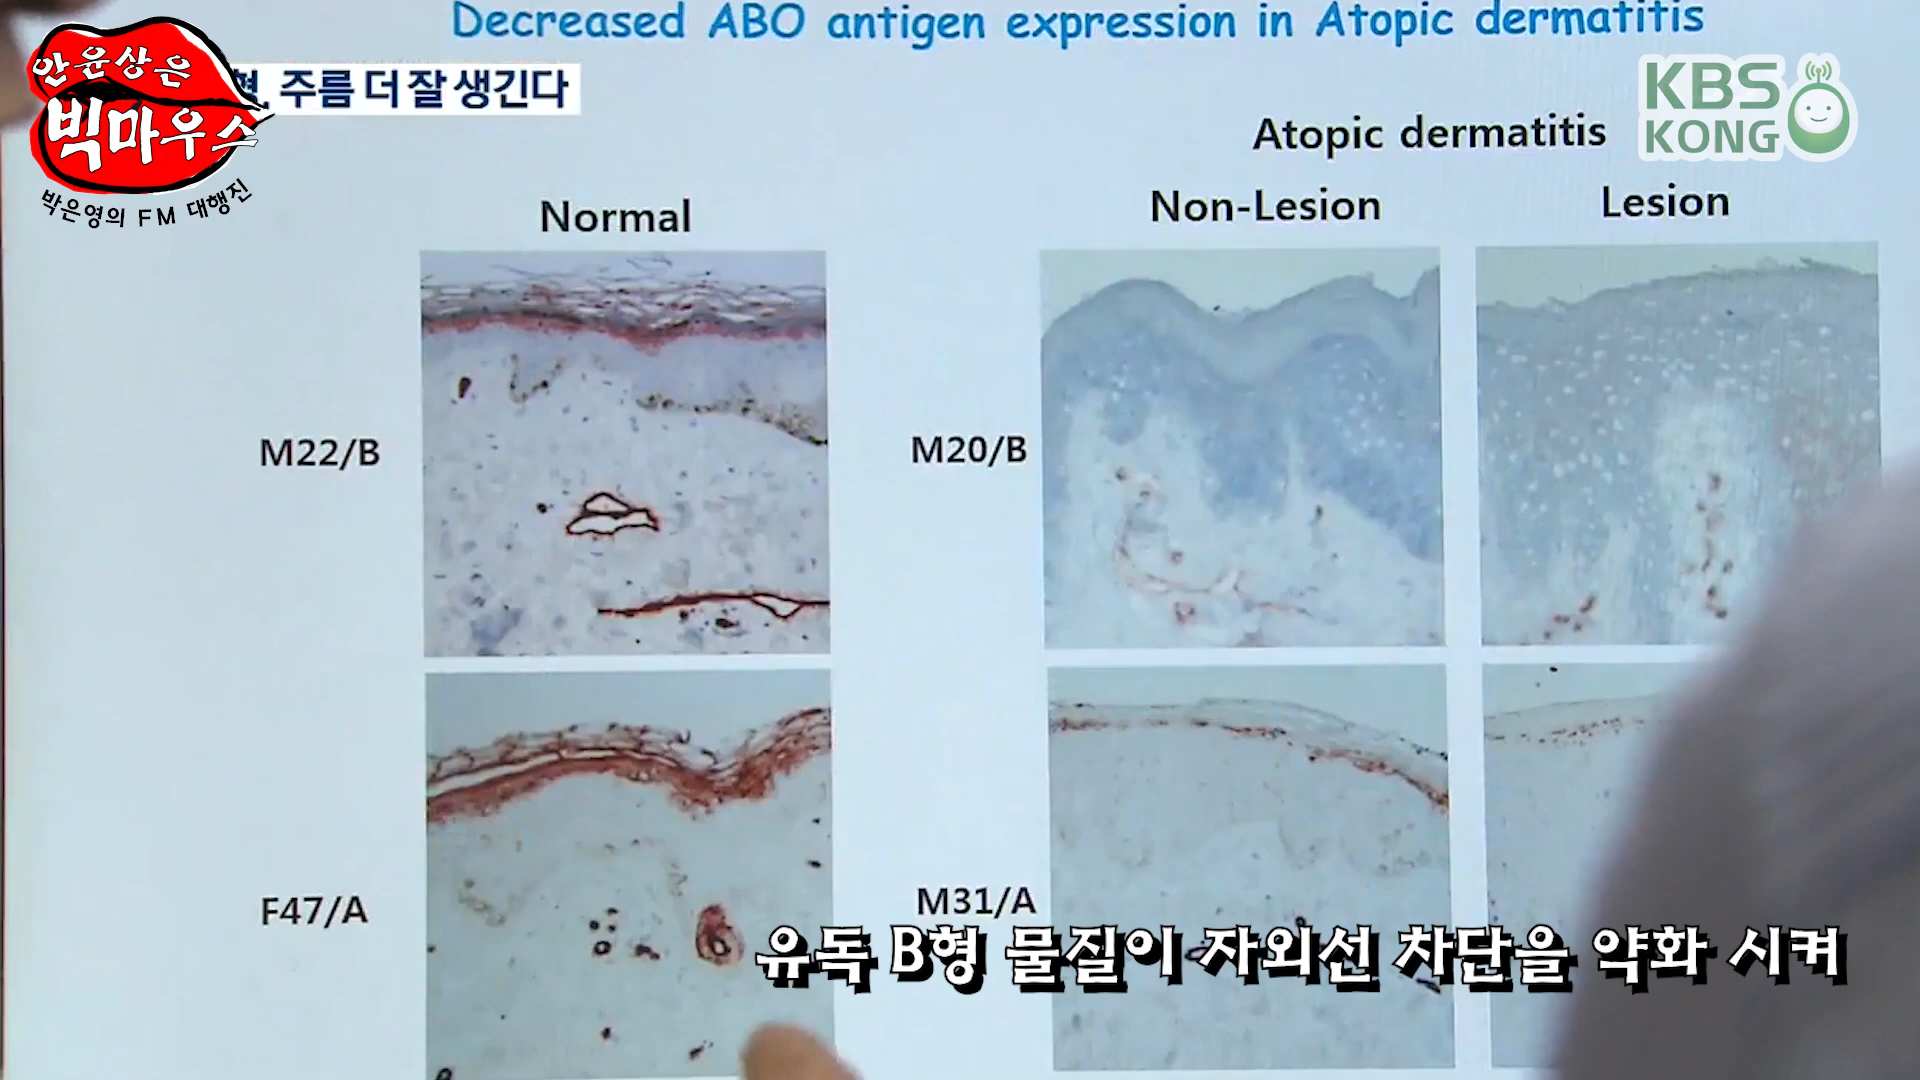 Decreased ABO antigen expression in Atopic dermatitis
안윤상은
빅마우스
박은영의 FM 대행진
형, 주름 더 잘 생긴다
KBS
KONG
Atopic dermatitis
Normal
Non-Lesion
Lesion
M22/B
M20/B
F47/A
M31/A
유독 B형 물질이 자외선 차단을 약화 시켜